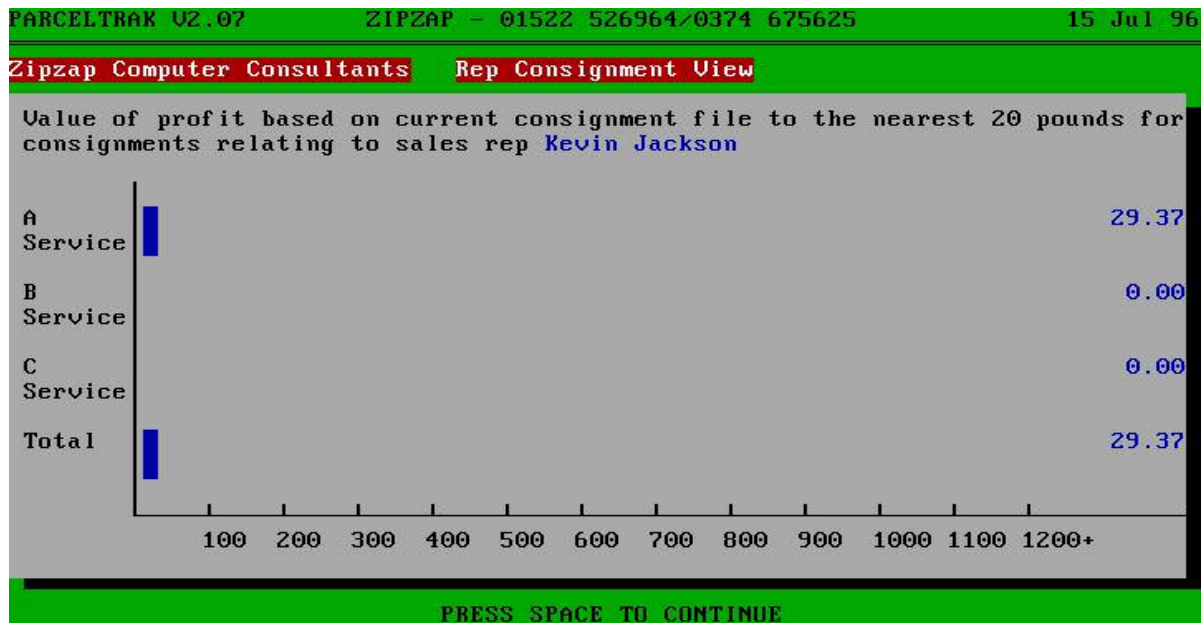 PARCELTRAK V2.07 ZIPZAP - 01522 526964/0374 675625 15 Jul 96
Zipzap Computer Consultants Rep Consignment View
Value of profit based on current consignment file to the nearest 20 pounds for
consignments relating to sales rep Kevin Jackson
A 29.37
Service
B 0.00
Service
C 0.00
Service
Total 29.37
100 200 300 400 500 600 700 800 900 1000 1100 1200+
PRESS SPACE TO CONTINUE